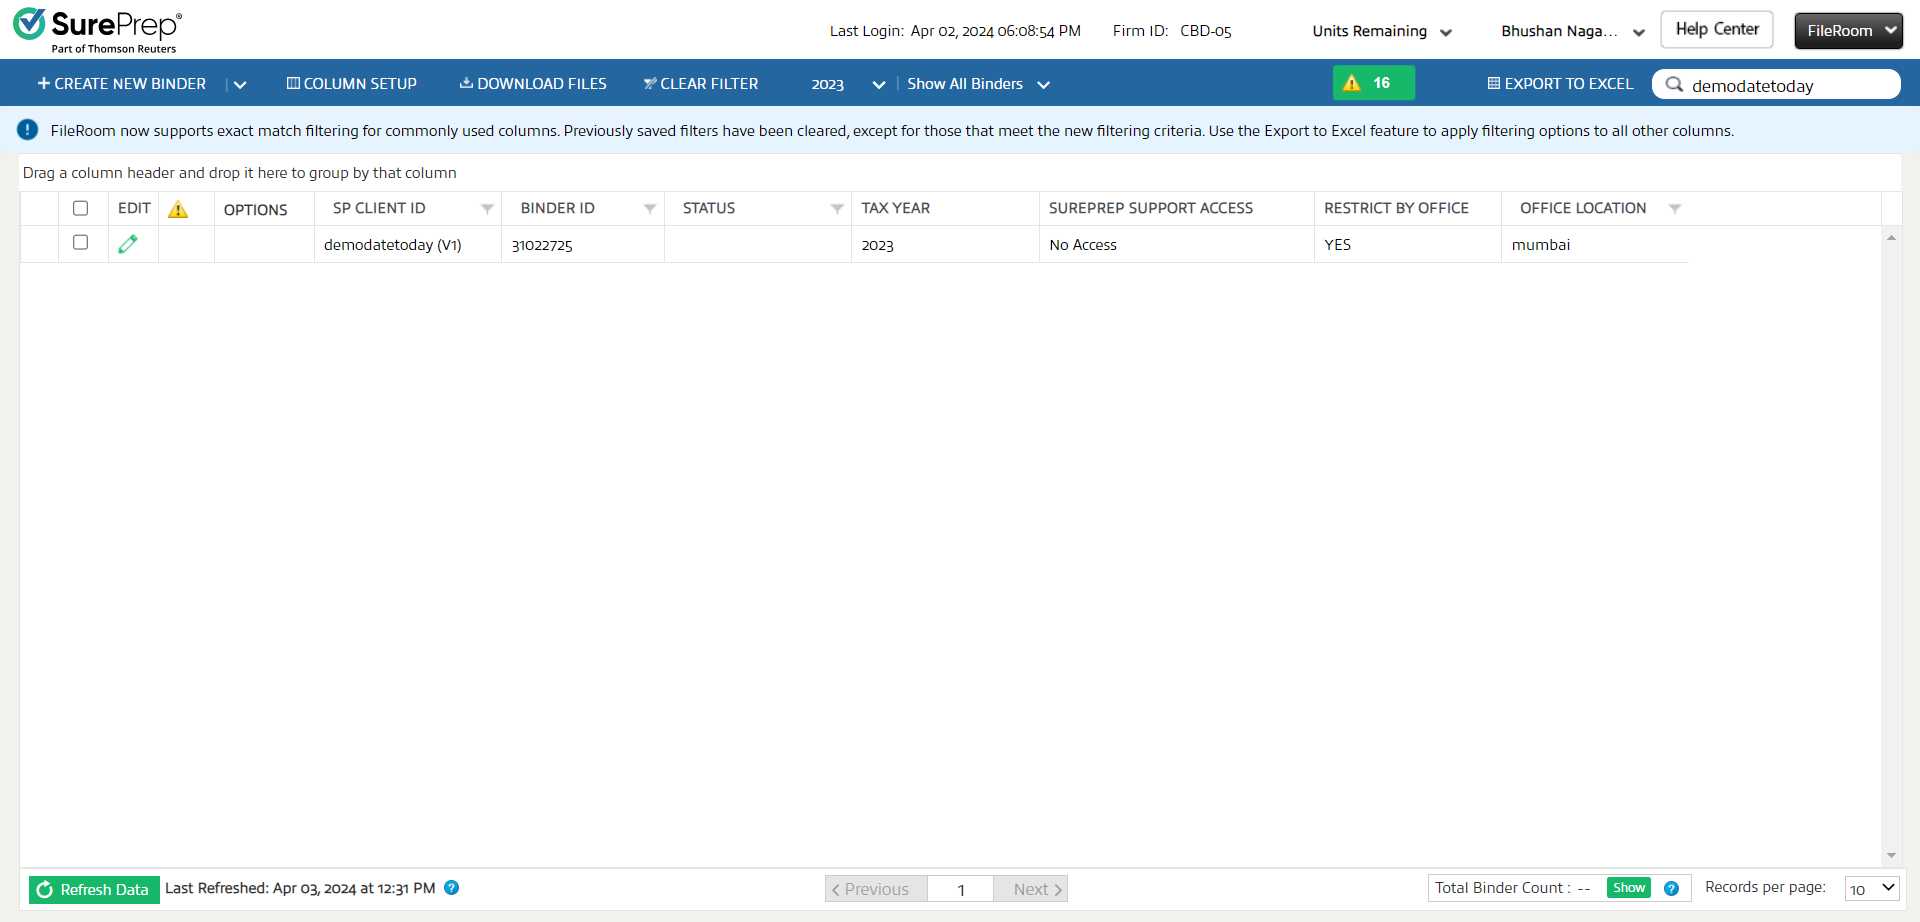 SurePrep®
Part of Thomson Reuters
Last Login: Apr 02, 2024 06:08:54 PM Firm ID: CBD-05 Units Remaining Bhushan Naga... Help Center FileRoom
+ CREATE NEW BINDER | COLUMN SETUP DOWNLOAD FILES CLEAR FILTER 2023 | Show All Binders 16 EXPORT TO EXCEL demodatetoday
FileRoom now supports exact match filtering for commonly used columns. Previously saved filters have been cleared, except for those that meet the new filtering criteria. Use the Export to Excel feature to apply filtering options to all other columns.
Drag a column header and drop it here to group by that column
EDIT OPTIONS SP CLIENT ID BINDER ID STATUS TAX YEAR SUREPREP SUPPORT ACCESS RESTRICT BY OFFICE OFFICE LOCATION
demodatetoday (V1) 31022725 2023 No Access YES mumbai
Refresh Data Last Refreshed: Apr 03, 2024 at 12:31 PM ? < Previous 1 Next > Total Binder Count : -- Show ? Records per page: 10